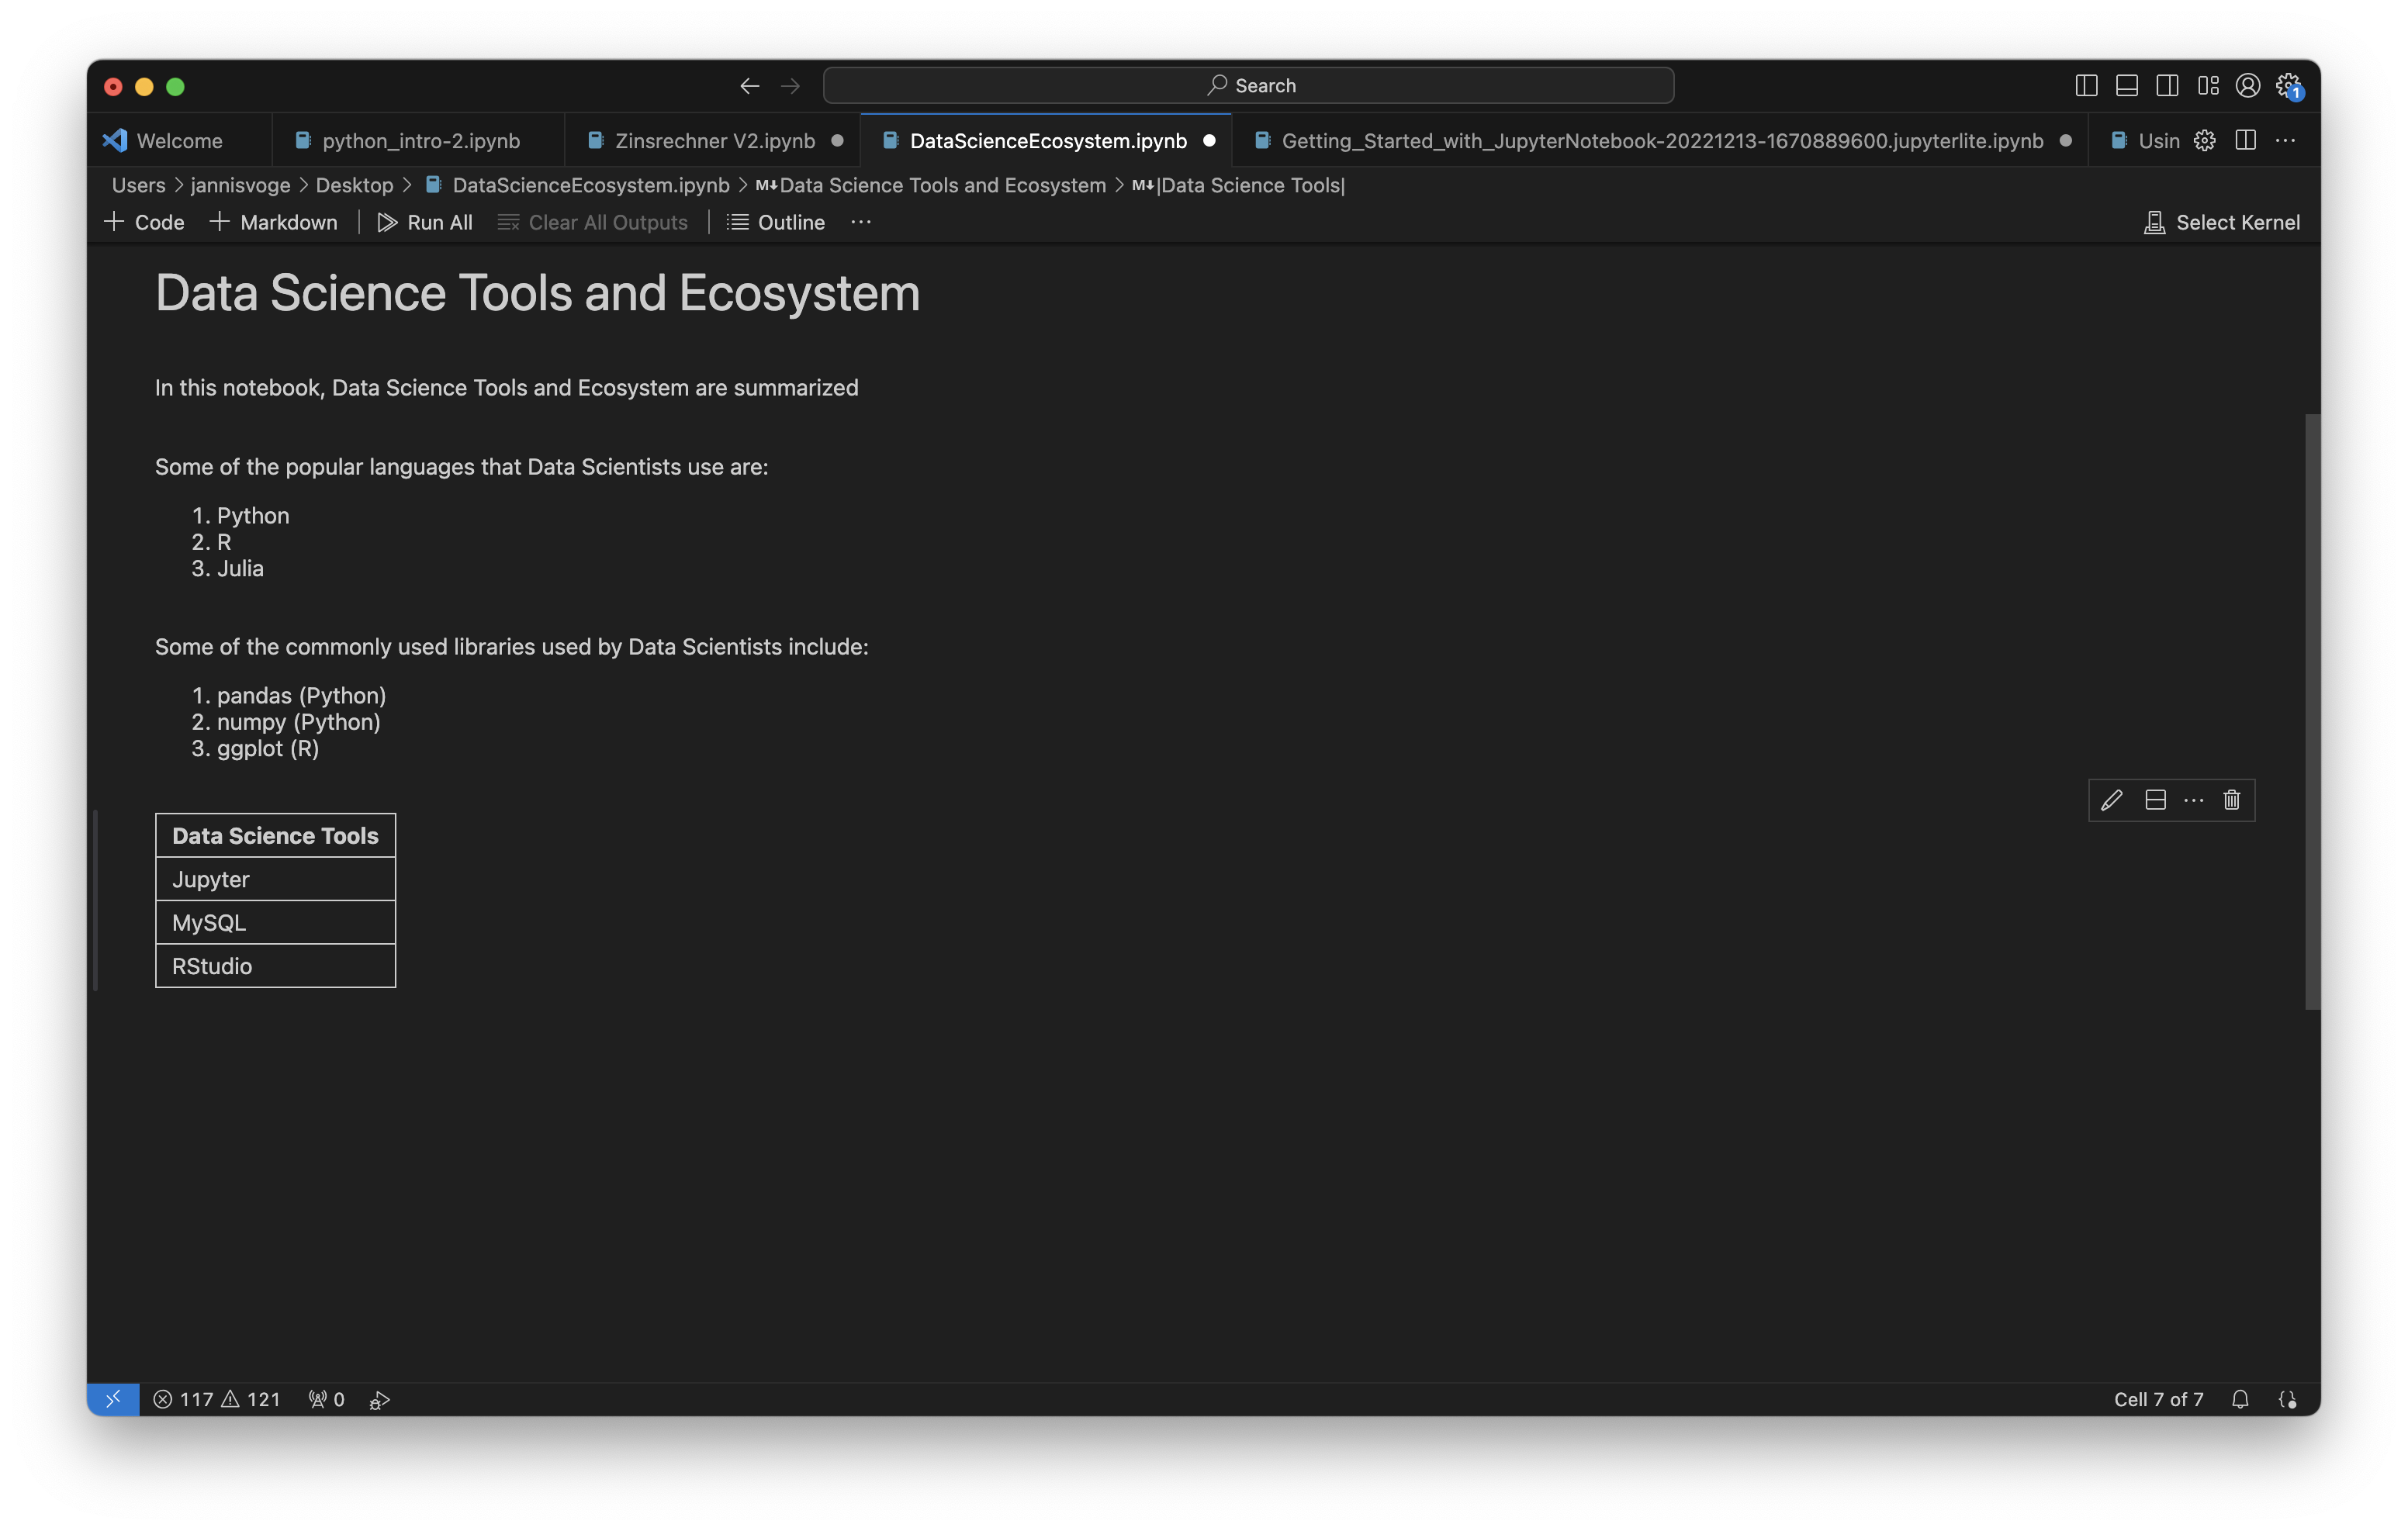 Search
1
Welcome
python_intro-2.ipynb
Zinsrechner V2.ipynb
DataScienceEcosystem.ipynb
Getting_Started_with_JupyterNotebook-20221213-1670889600.jupyterlite.ipynb
Usin
Users > jannisvoge > Desktop > DataScienceEcosystem.ipynb > M↓Data Science Tools and Ecosystem > M↓|Data Science Tools|
+ Code + Markdown | Run All Clear All Outputs | Outline ...
Select Kernel
Data Science Tools and Ecosystem
In this notebook, Data Science Tools and Ecosystem are summarized
Some of the popular languages that Data Scientists use are:
1. Python
2. R
3. Julia
Some of the commonly used libraries used by Data Scientists include:
1. pandas (Python)
2. numpy (Python)
3. ggplot (R)
Data Science Tools
Jupyter
MySQL
RStudio
117 121 0
Cell 7 of 7